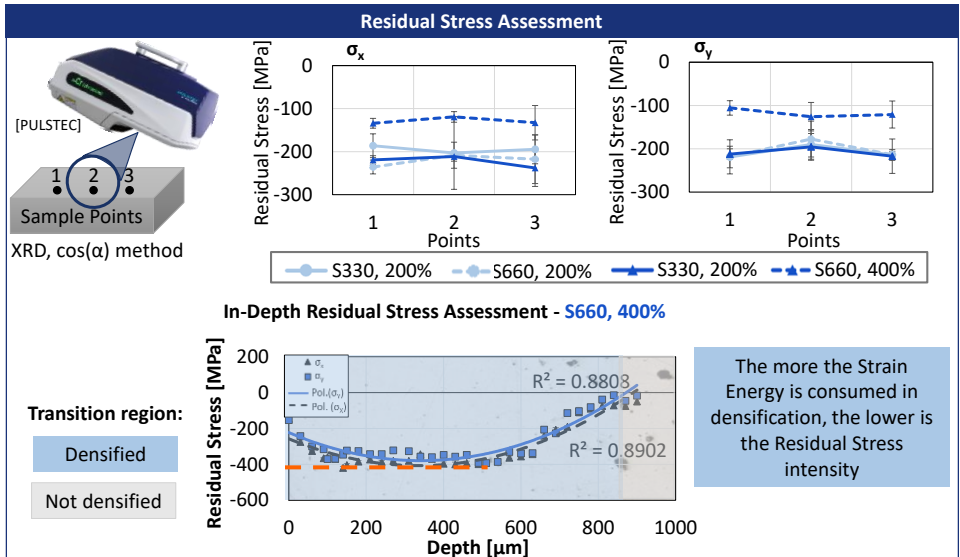 Residual Stress Assessment
[PULSTEC]
1 2 3
Sample Points
XRD, cos(α) method
σx
Residual Stress [MPa]
0
-100
-200
-300
1 2 3
Points
σy
Residual Stress [MPa]
0
-100
-200
-300
1 2 3
Points
S330, 200% S660, 200% S330, 200% S660, 400%
In-Depth Residual Stress Assessment - S660, 400%
Transition region:
Densified
Not densified
Residual Stress [MPa]
200
0
-200
-400
-600
σx
σy
Pol.(σy)
Pol. (σx)
R² = 0.8808
R² = 0.8902
0 200 400 600 800 1000
Depth [µm]
The more the Strain
Energy is consumed in
densification, the lower is
the Residual Stress
intensity